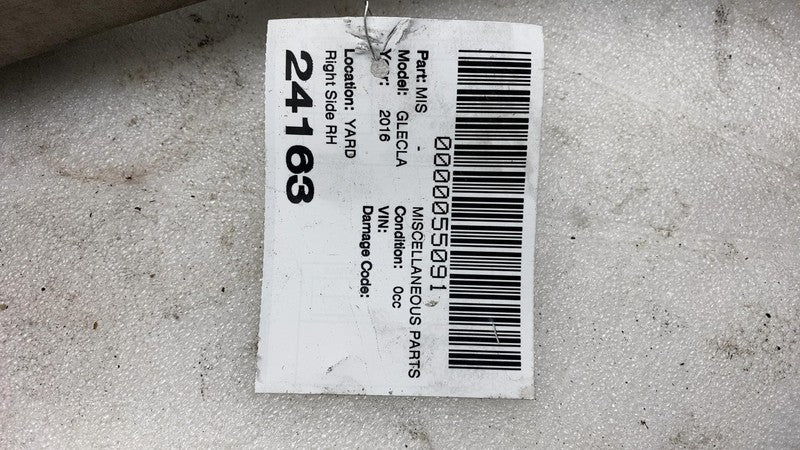 0000055091
Part: MIS - MISCELLANEOUS PARTS
Model: GLECLA Condition: 0cc
Year: 2016 VIN:
Damage Code:
Location: YARD
Right Side RH
24163